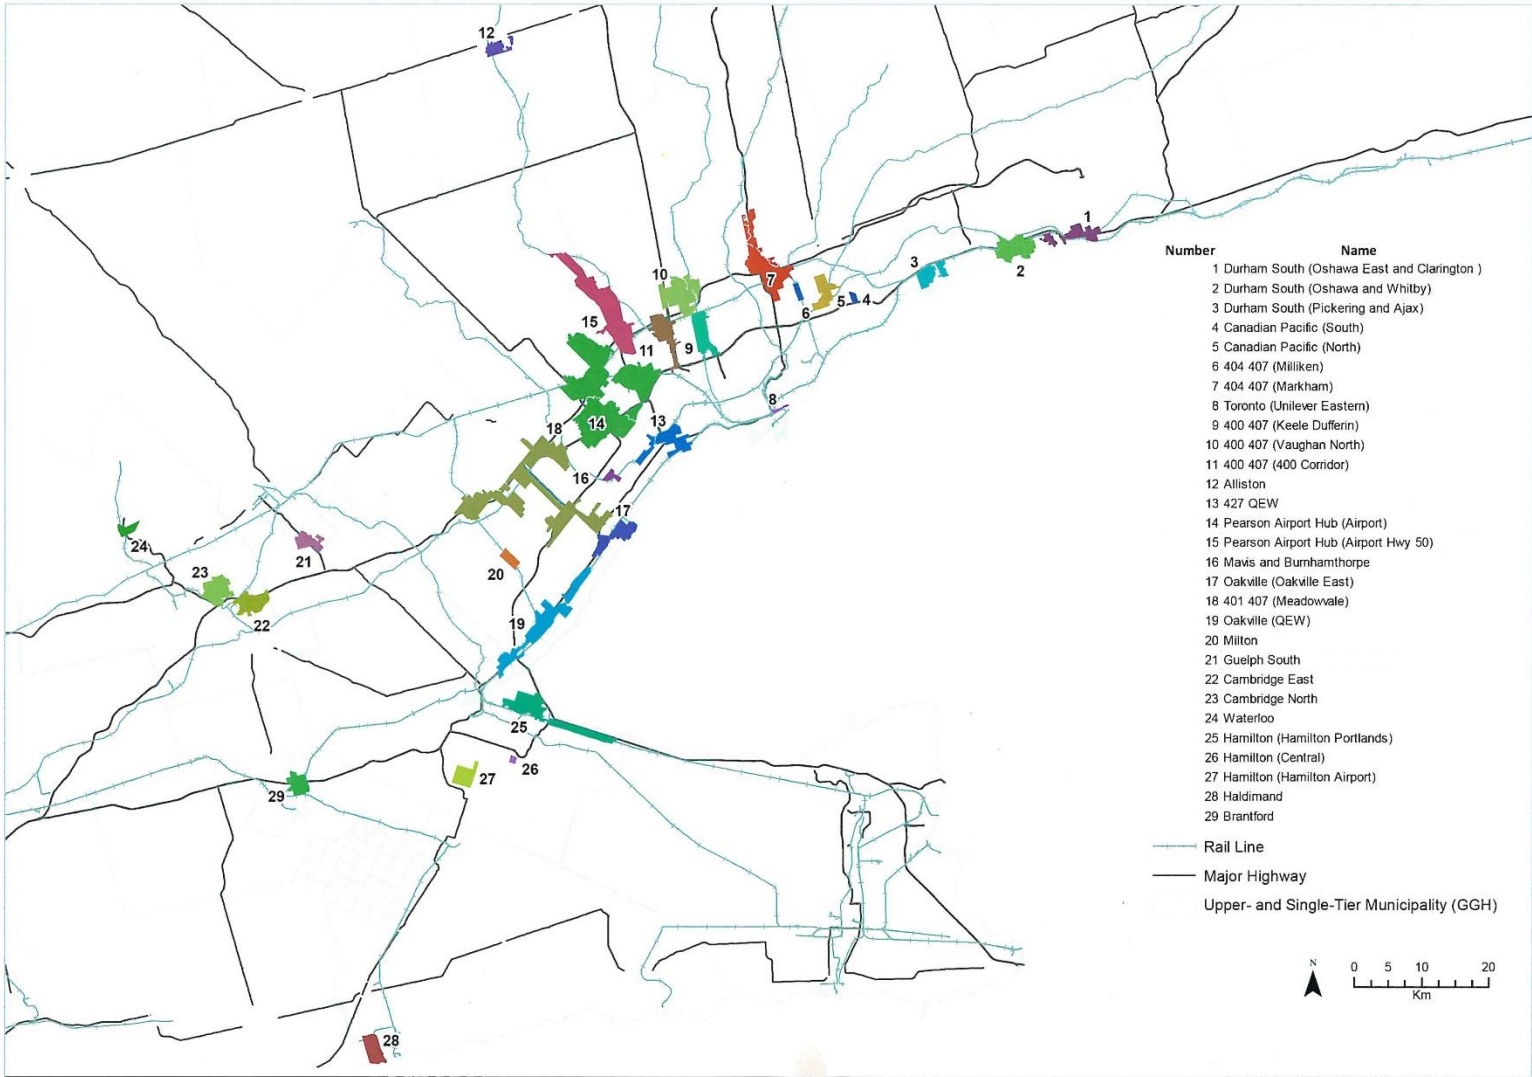 12
1
2
3
10
7
5
4
6
15
11
9
8
18
14
13
16
17
24
21
20
23
22
19
25
26
27
29
28
Number Name
1 Durham South (Oshawa East and Clarington )
2 Durham South (Oshawa and Whitby)
3 Durham South (Pickering and Ajax)
4 Canadian Pacific (South)
5 Canadian Pacific (North)
6 404 407 (Milliken)
7 404 407 (Markham)
8 Toronto (Unilever Eastern)
9 400 407 (Keele Dufferin)
10 400 407 (Vaughan North)
11 400 407 (400 Corridor)
12 Alliston
13 427 QEW
14 Pearson Airport Hub (Airport)
15 Pearson Airport Hub (Airport Hwy 50)
16 Mavis and Burnhamthorpe
17 Oakville (Oakville East)
18 401 407 (Meadowvale)
19 Oakville (QEW)
20 Milton
21 Guelph South
22 Cambridge East
23 Cambridge North
24 Waterloo
25 Hamilton (Hamilton Portlands)
26 Hamilton (Central)
27 Hamilton (Hamilton Airport)
28 Haldimand
29 Brantford
Rail Line
Major Highway
Upper- and Single-Tier Municipality (GGH)
N
0 5 10 20
Km